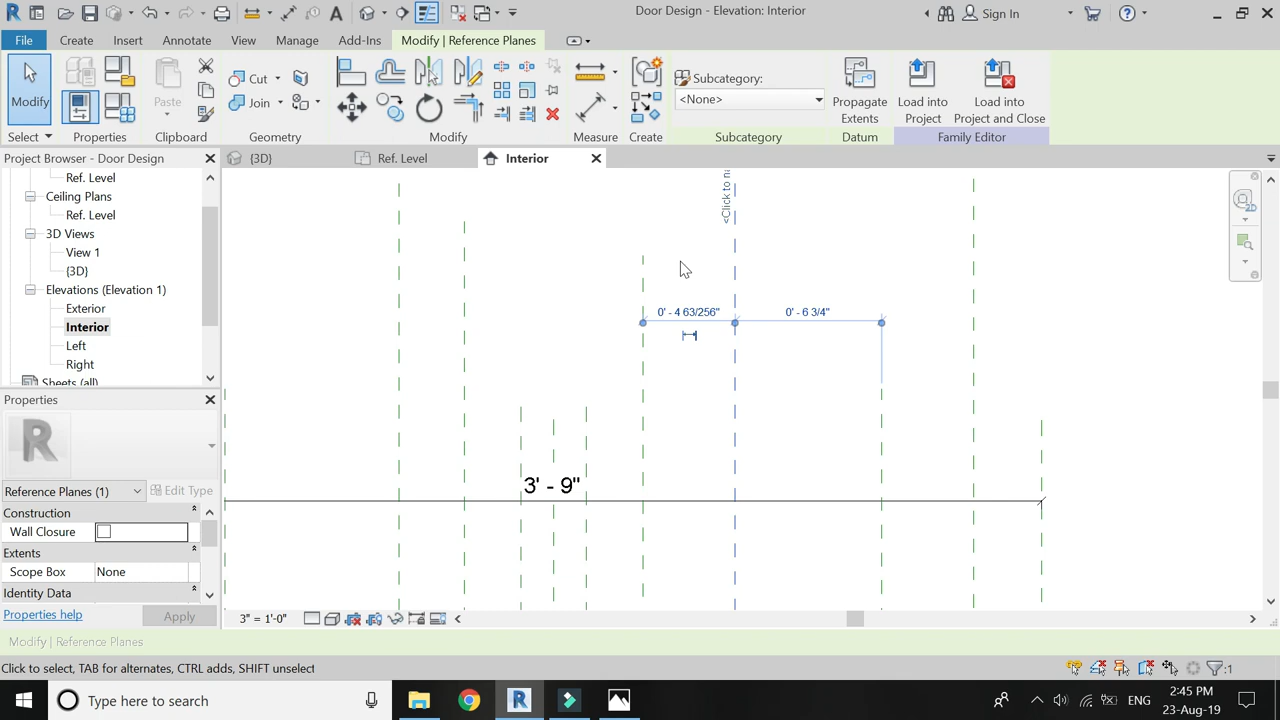 Door Design - Elevation: Interior
Sign In
File Create Insert Annotate View Manage Add-Ins Modify | Reference Planes
Modify
Paste
Cut
Join
Subcategory:
<None>
Propagate Extents
Load into Project
Load into Project and Close
Select Properties Clipboard Geometry Modify Measure Create Subcategory Datum Family Editor
Project Browser - Door Design
{3D}
Ref. Level
Interior
Ref. Level
Ceiling Plans
Ref. Level
3D Views
View 1
{3D}
Elevations (Elevation 1)
Exterior
Interior
Left
Right
Sheets (all)
<Click to na
0' - 4 63/256"
0' - 6 3/4"
3' - 9"
Properties
R
Reference Planes (1)
Edit Type
Construction
Wall Closure
Extents
Scope Box None
Identity Data
Properties help
Apply
3" = 1'-0"
Modify | Reference Planes
Click to select, TAB for alternates, CTRL adds, SHIFT unselect
:1
Type here to search
ENG
2:45 PM
23-Aug-19